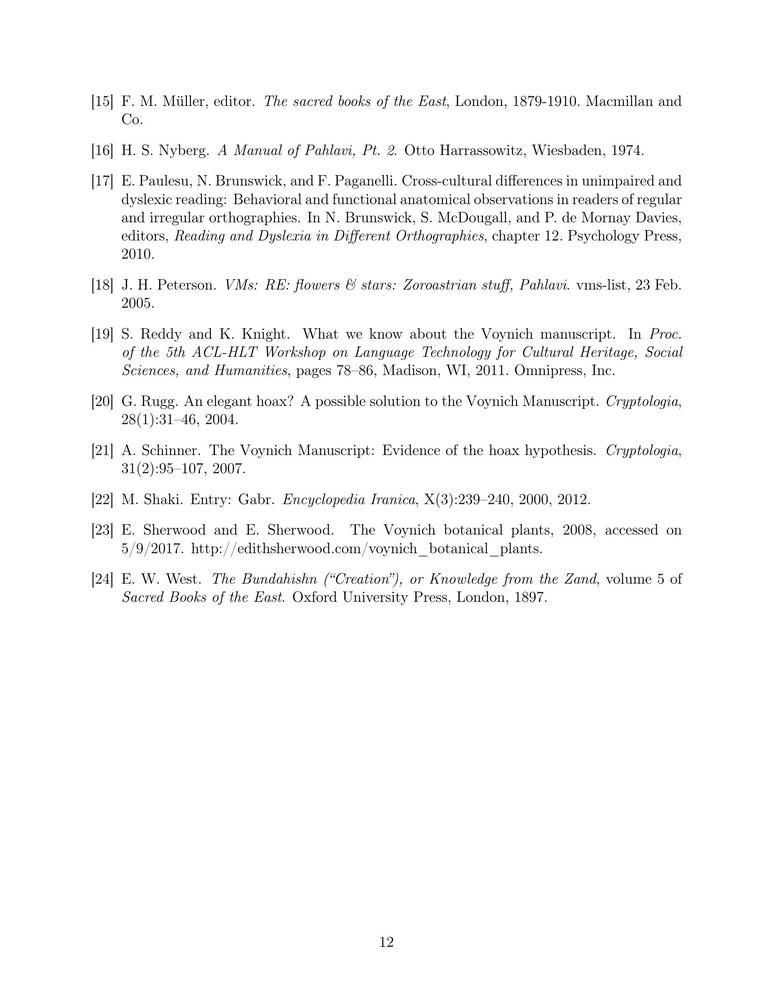 [15] F. M. Müller, editor. The sacred books of the East, London, 1879-1910. Macmillan and
Co.
[16] H. S. Nyberg. A Manual of Pahlavi, Pt. 2. Otto Harrassowitz, Wiesbaden, 1974.
[17] E. Paulesu, N. Brunswick, and F. Paganelli. Cross-cultural differences in unimpaired and
dyslexic reading: Behavioral and functional anatomical observations in readers of regular
and irregular orthographies. In N. Brunswick, S. McDougall, and P. de Mornay Davies,
editors, Reading and Dyslexia in Different Orthographies, chapter 12. Psychology Press,
2010.
[18] J. H. Peterson. VMs: RE: flowers & stars: Zoroastrian stuff, Pahlavi. vms-list, 23 Feb.
2005.
[19] S. Reddy and K. Knight. What we know about the Voynich manuscript. In Proc.
of the 5th ACL-HLT Workshop on Language Technology for Cultural Heritage, Social
Sciences, and Humanities, pages 78–86, Madison, WI, 2011. Omnipress, Inc.
[20] G. Rugg. An elegant hoax? A possible solution to the Voynich Manuscript. Cryptologia,
28(1):31–46, 2004.
[21] A. Schinner. The Voynich Manuscript: Evidence of the hoax hypothesis. Cryptologia,
31(2):95–107, 2007.
[22] M. Shaki. Entry: Gabr. Encyclopedia Iranica, X(3):239–240, 2000, 2012.
[23] E. Sherwood and E. Sherwood. The Voynich botanical plants, 2008, accessed on
5/9/2017. http://edithsherwood.com/voynich_botanical_plants.
[24] E. W. West. The Bundahishn (“Creation”), or Knowledge from the Zand, volume 5 of
Sacred Books of the East. Oxford University Press, London, 1897.
12